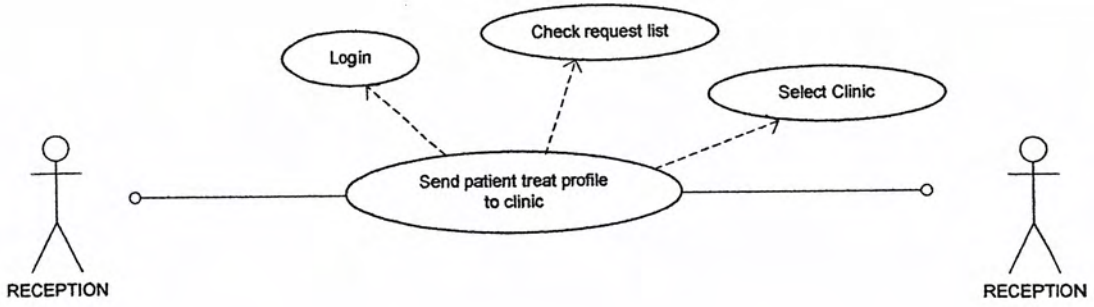 Check request list
Login
Select Clinic
Send patient treat profile
to clinic
RECEPTION
RECEPTION